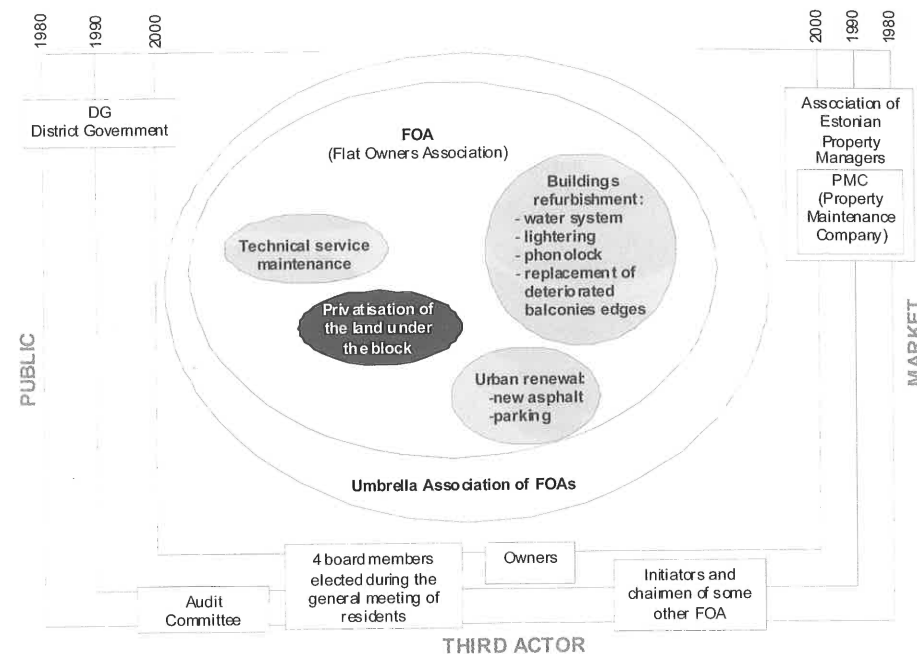 1980
1990
2000
2000
1990
1980
DG
District Government
FOA
(Flat Owners Association)
Association of
Estonian
Property
Managers
PMC
(Property
Maintenance
Company)
Buildings
refurbishment:
- water system
- lightering
- phonolock
- replacement of
deteriorated
balconies edges
Technical service
maintenance
Privatisation of
the land under
the block
Urban renewal:
-new asphalt
-parking
PUBLIC
MARKET
Umbrella Association of FOAs
4 board members
elected during the
general meeting of
residents
Owners
Initiators and
chairmen of some
other FOA
Audit
Committee
THIRD ACTOR